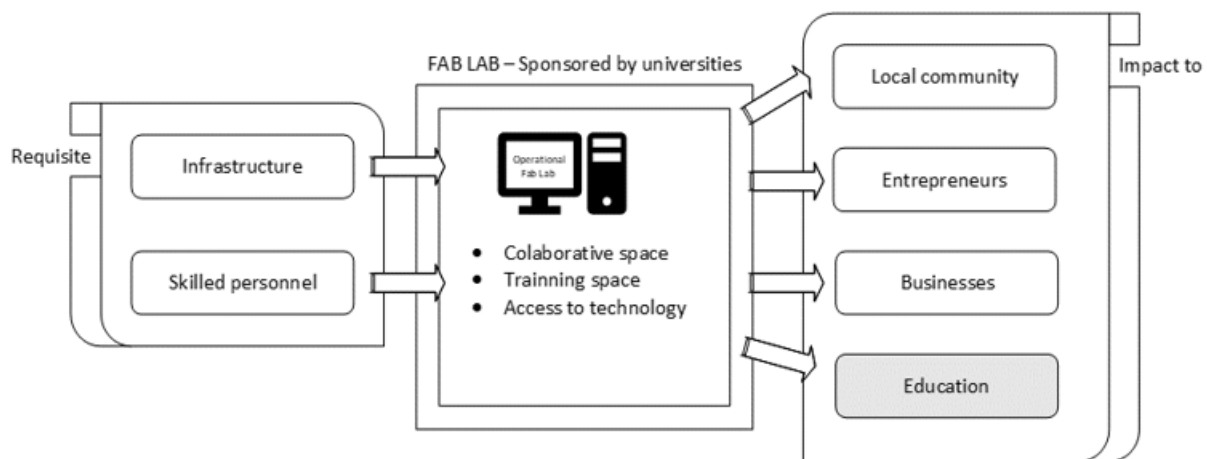 FAB LAB – Sponsored by universities
Requisite
Infrastructure
Skilled personnel
Operational
Fab Lab
• Colaborative space
• Trainning space
• Access to technology
Impact to
Local community
Entrepreneurs
Businesses
Education